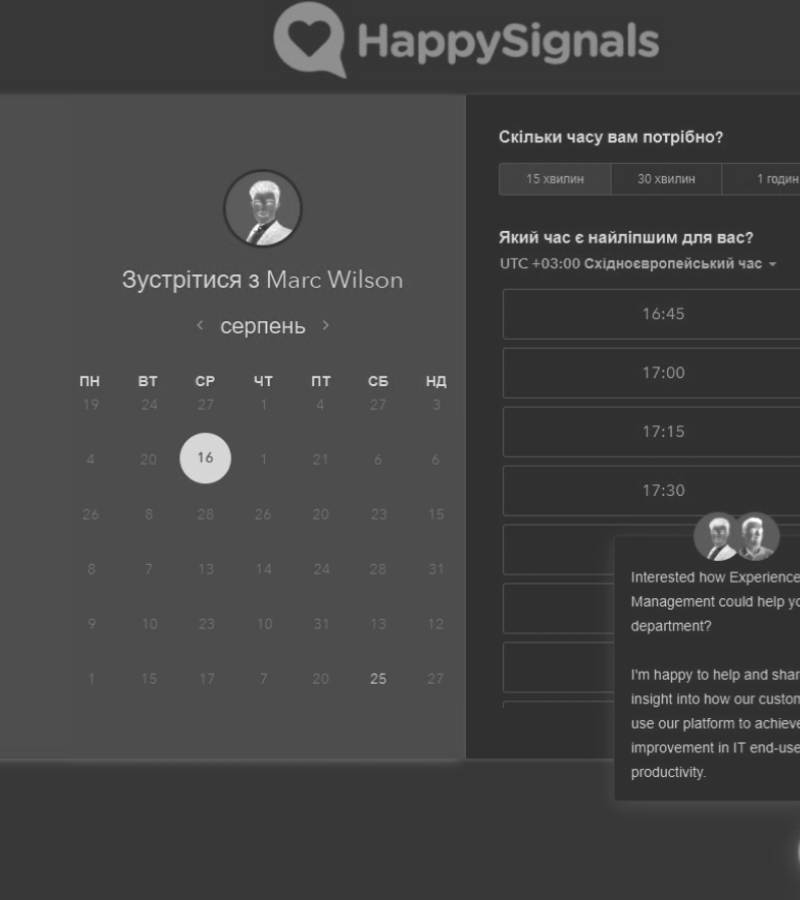 HappySignals
Скільки часу вам потрібно?
15 хвилин 30 хвилин 1 годин
Який час є найліпшим для вас?
UTC +03:00 Східноєвропейський час
Зустрітися з Marc Wilson
серпень
ПН ВТ СР ЧТ ПТ СБ НД
19 24 27 1 4 27 3
4 20 16 1 21 6 6
26 8 28 26 20 23 15
8 7 13 14 24 28 31
9 10 23 10 31 13 12
1 15 17 7 20 25 27
16:45
17:00
17:15
17:30
Interested how Experience
Management could help yo
department?
I'm happy to help and shar
insight into how our custom
use our platform to achieve
improvement in IT end-use
productivity.